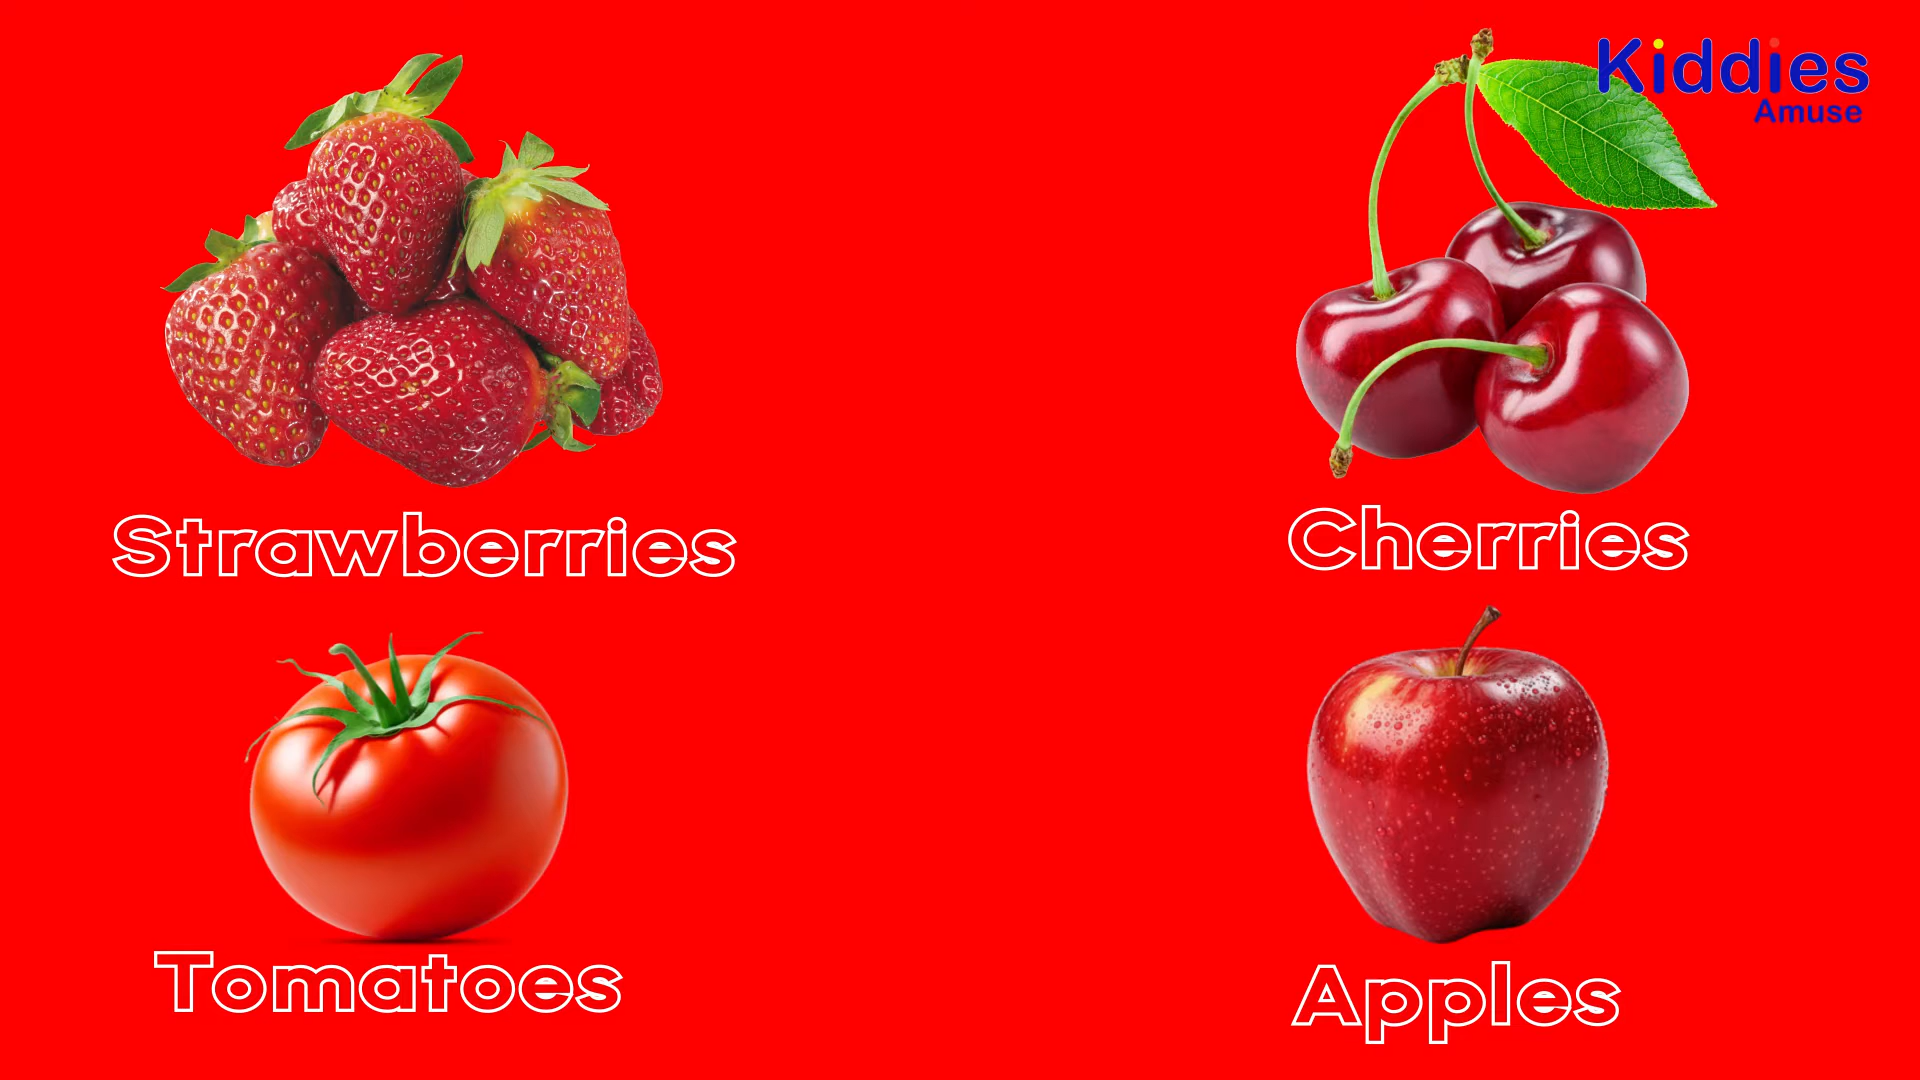 Kiddies
Amuse
Strawberries
Cherries
Tomatoes
Apples